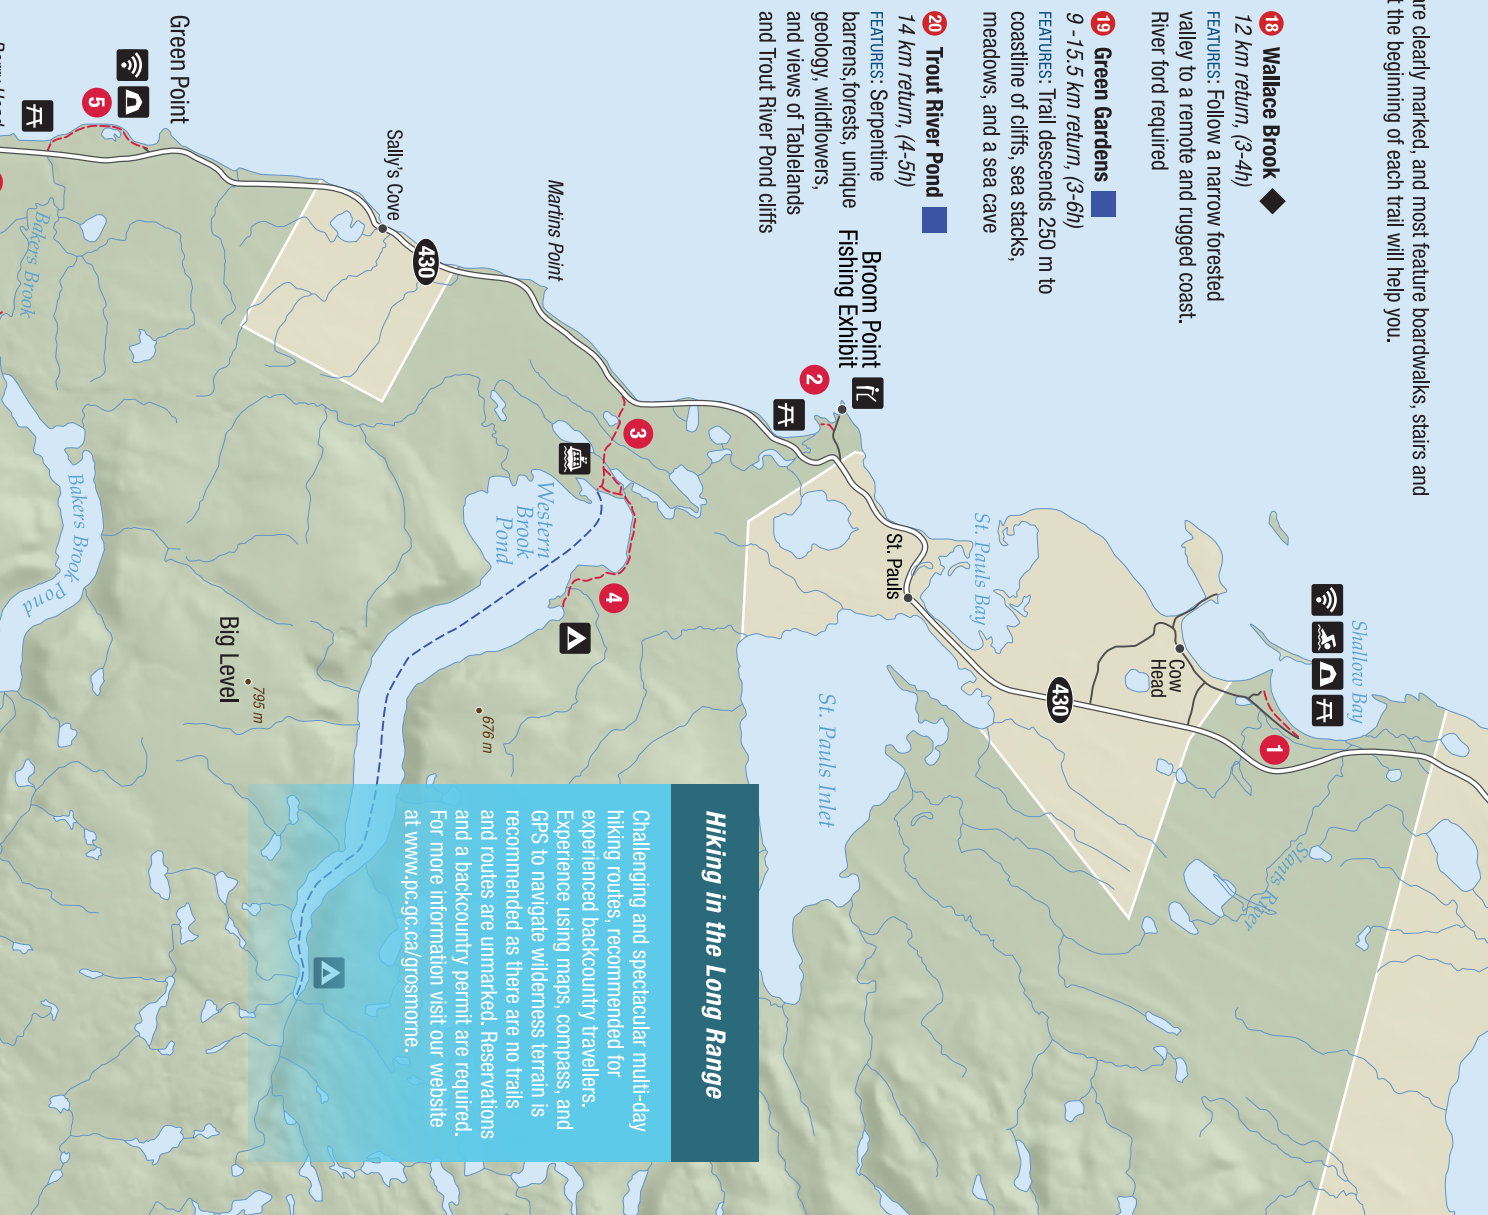 are clearly marked, and most feature boardwalks, stairs and
t the beginning of each trail will help you.
18 Wallace Brook
12 km return, (3-4h)
FEATURES: Follow a narrow forested
valley to a remote and rugged coast.
River ford required
19 Green Gardens
9 -15.5 km return, (3-6h)
FEATURES: Trail descends 250 m to
coastline of cliffs, sea stacks,
meadows, and a sea cave
20 Trout River Pond
14 km return, (4-5h)
FEATURES: Serpentine
barrens,forests, unique
geology, wildflowers,
and views of Tablelands
and Trout River Pond cliffs
Shallow Bay
1
Cow
Head
430
Slants River
St. Pauls Bay
St. Pauls
St. Pauls Inlet
Broom Point
Fishing Exhibit
2
3
4
Western
Brook
Pond
Martins Point
430
Sally's Cove
676 m
795 m
Big Level
Green Point
5
Bakers Brook
Bakers Brook Pond
Hiking in the Long Range
Challenging and spectacular multi-day
hiking routes, recommended for
experienced backcountry travellers.
Experience using maps, compass, and
GPS to navigate wilderness terrain is
recommended as there are no trails
and routes are unmarked. Reservations
and a backcountry permit are required.
For more information visit our website
at www.pc.gc.ca/grosmorne.